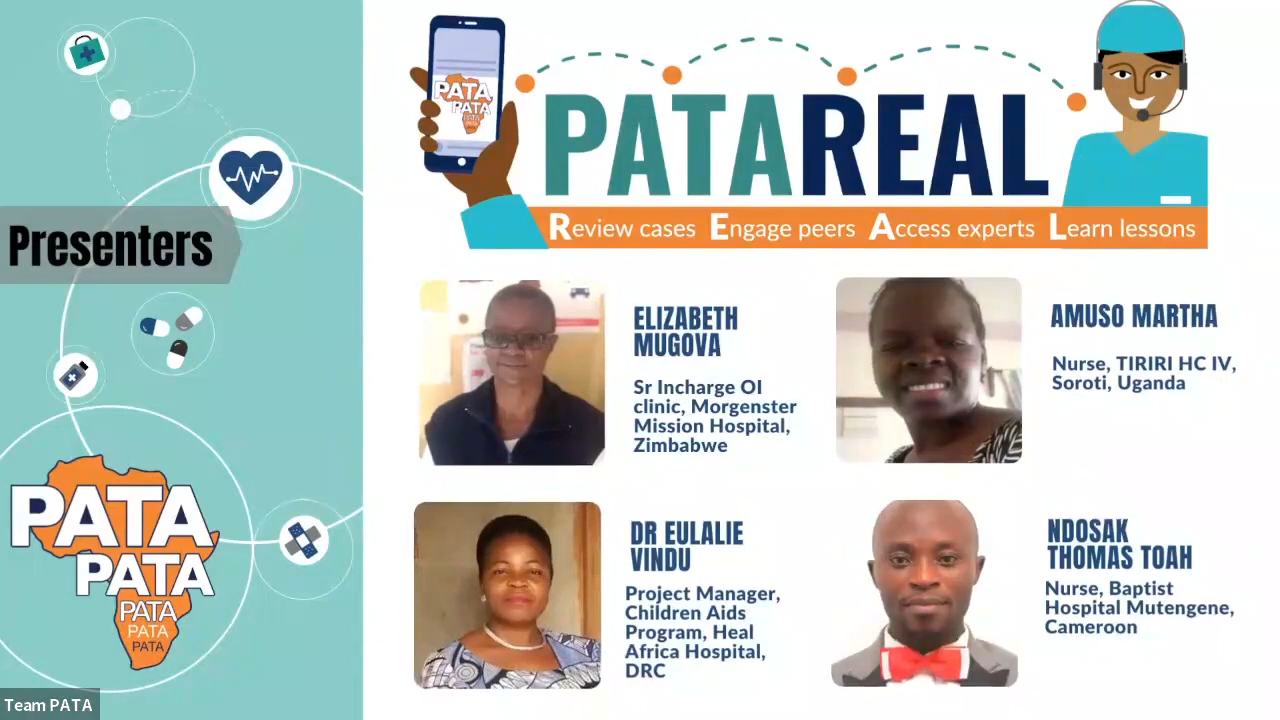 Presenters
PATA
PATA
PATA
PATA
PATA
Team PATA
PATA
PATA
PATA
PATA
PATAREAL
Review cases Engage peers Access experts Learn lessons
ELIZABETH
MUGOVA
Sr Incharge OI
clinic, Morgenster
Mission Hospital,
Zimbabwe
AMUSO MARTHA
Nurse, TIRIRI HC IV,
Soroti, Uganda
DR EULALIE
VINDU
Project Manager,
Children Aids
Program, Heal
Africa Hospital,
DRC
NDOSAK
THOMAS TOAH
Nurse, Baptist
Hospital Mutengene,
Cameroon